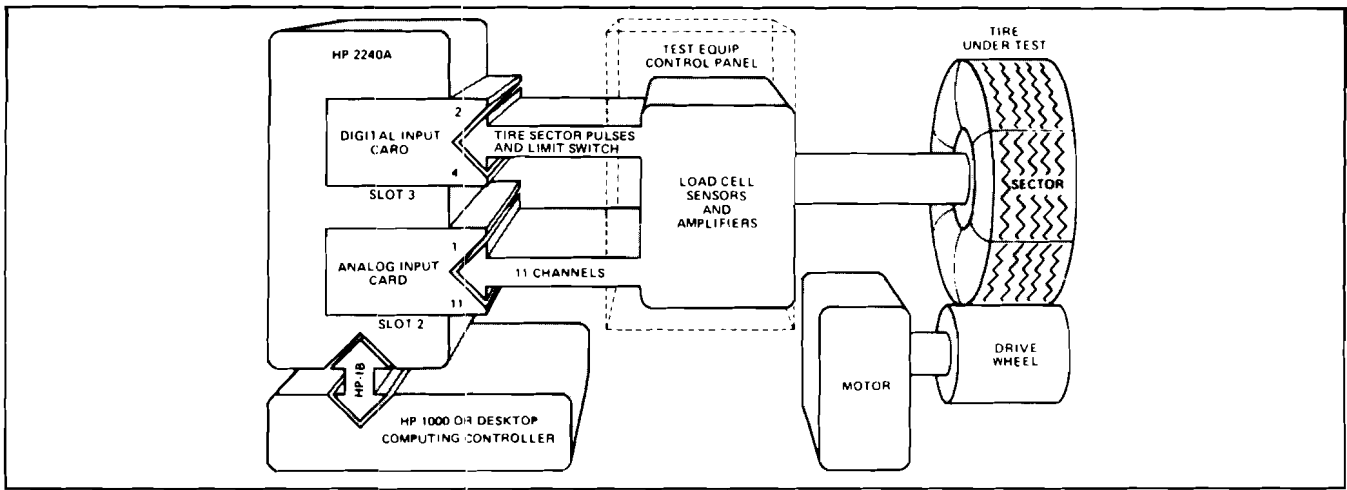 HP 2240A
2
DIGITAL INPUT
CARD
4
SLOT 3
1
ANALOG INPUT
CARD
11
SLOT 2
HP-IB
HP 1000 OR DESKTOP
COMPUTING CONTROLLER
TEST EQUIP
CONTROL PANEL
TIRE SECTOR PULSES
AND LIMIT SWITCH
11 CHANNELS
LOAD CELL
SENSORS
AND
AMPLIFIERS
TIRE
UNDER TEST
SECTOR
MOTOR
DRIVE
WHEEL